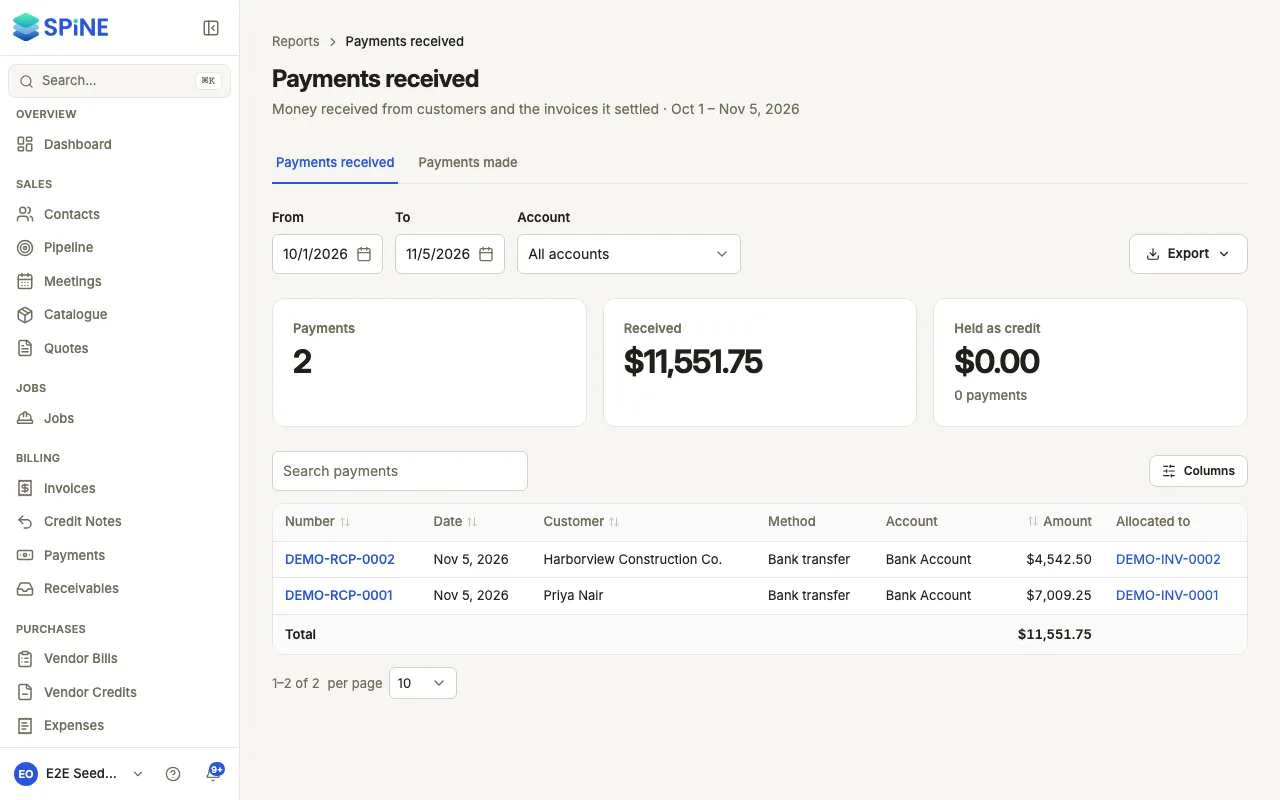 SPiNE
Search... ⌘K
OVERVIEW
Dashboard
SALES
Contacts
Pipeline
Meetings
Catalogue
Quotes
JOBS
Jobs
BILLING
Invoices
Credit Notes
Payments
Receivables
PURCHASES
Vendor Bills
Vendor Credits
Expenses
EO E2E Seed... 9+
Reports > Payments received
Payments received
Money received from customers and the invoices it settled · Oct 1 – Nov 5, 2026
Payments received Payments made
From To Account
10/1/2026 11/5/2026 All accounts Export
Payments Received Held as credit
2 $11,551.75 $0.00
0 payments
Search payments Columns
Number Date Customer Method Account Amount Allocated to
DEMO-RCP-0002 Nov 5, 2026 Harborview Construction Co. Bank transfer Bank Account $4,542.50 DEMO-INV-0002
DEMO-RCP-0001 Nov 5, 2026 Priya Nair Bank transfer Bank Account $7,009.25 DEMO-INV-0001
Total $11,551.75
1–2 of 2 per page 10